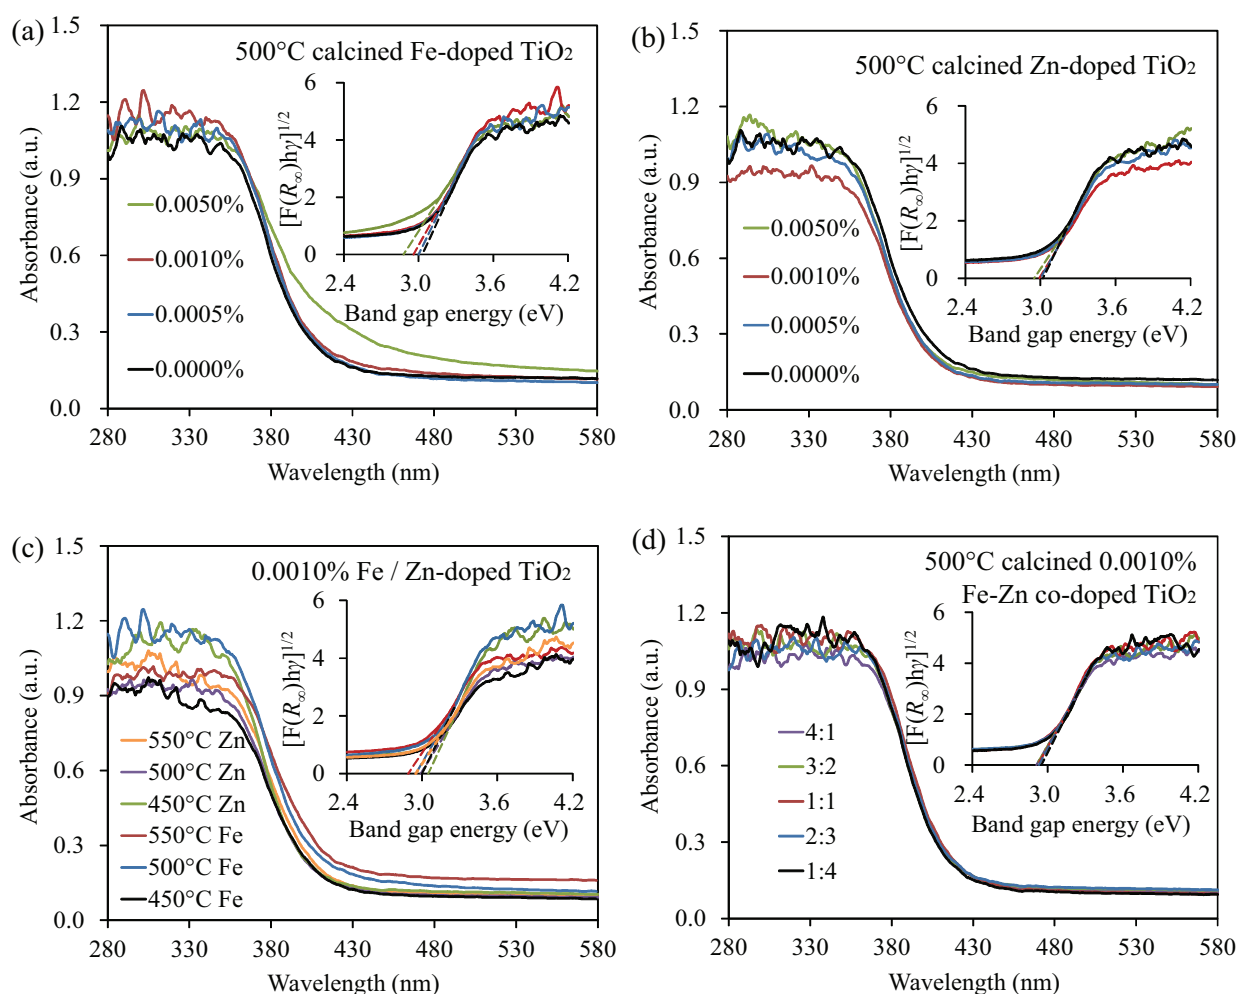 (a)
500°C calcined Fe-doped TiO₂
Absorbance (a.u.)
1.5
1.2
0.9
0.6
0.3
0.0
0.0050%
0.0010%
0.0005%
0.0000%
280 330 380 430 480 530 580
Wavelength (nm)
[F(R∞)hγ]^1/2
6
4
2
0
2.4 3.0 3.6 4.2
Band gap energy (eV)
(b)
500°C calcined Zn-doped TiO₂
Absorbance (a.u.)
1.5
1.2
0.9
0.6
0.3
0.0
0.0050%
0.0010%
0.0005%
0.0000%
280 330 380 430 480 530 580
Wavelength (nm)
[F(R∞)hγ]^1/2
6
4
2
0
2.4 3.0 3.6 4.2
Band gap energy (eV)
(c)
0.0010% Fe / Zn-doped TiO₂
Absorbance (a.u.)
1.5
1.2
0.9
0.6
0.3
0.0
550°C Zn
500°C Zn
450°C Zn
550°C Fe
500°C Fe
450°C Fe
280 330 380 430 480 530 580
Wavelength (nm)
[F(R∞)hγ]^1/2
6
4
2
0
2.4 3.0 3.6 4.2
Band gap energy (eV)
(d)
500°C calcined 0.0010%
Fe-Zn co-doped TiO₂
Absorbance (a.u.)
1.5
1.2
0.9
0.6
0.3
0.0
4:1
3:2
1:1
2:3
1:4
280 330 380 430 480 530 580
Wavelength (nm)
[F(R∞)hγ]^1/2
6
4
2
0
2.4 3.0 3.6 4.2
Band gap energy (eV)